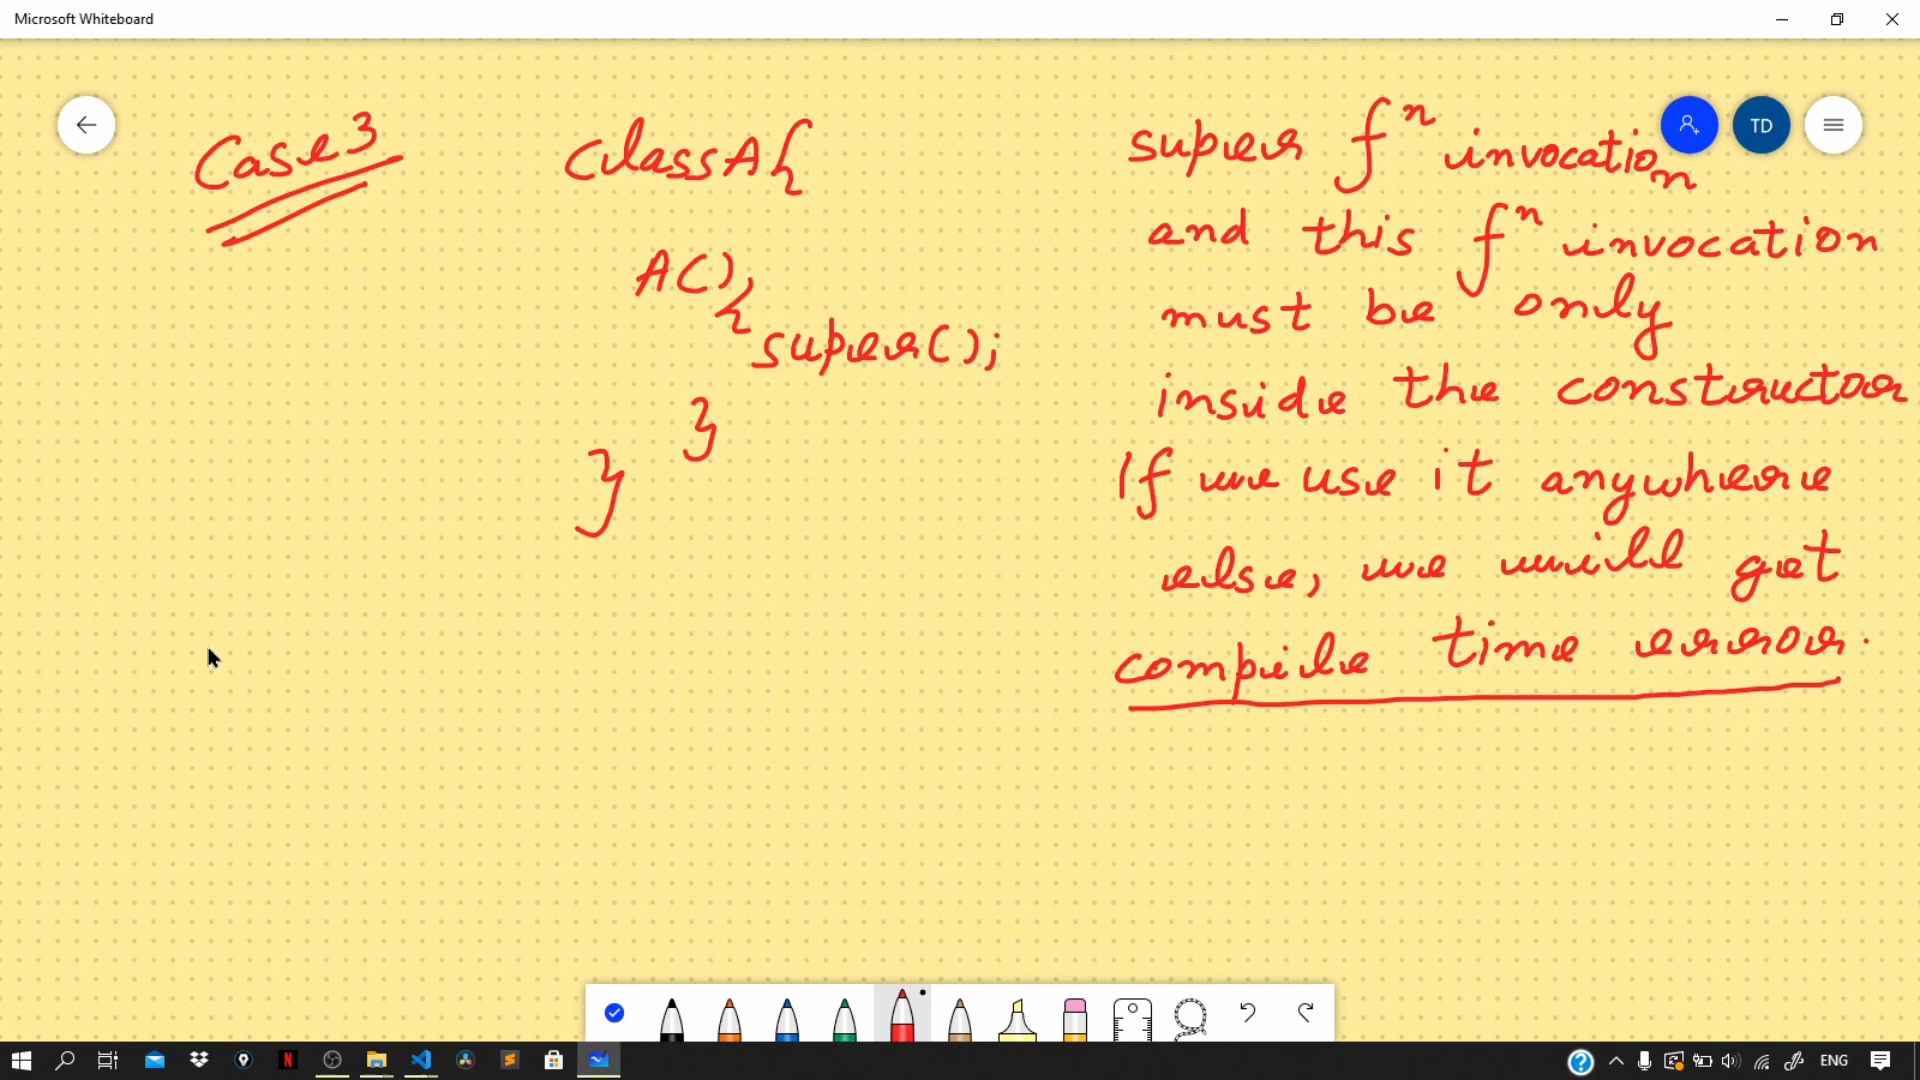 Microsoft Whiteboard
Case 3
class A{
A()
{
super();
}
}
super fⁿ invocation
and this fⁿ invocation
must be only
inside the constructor
If we use it anywhere
else, we will get
compile time error.
TD
ENG